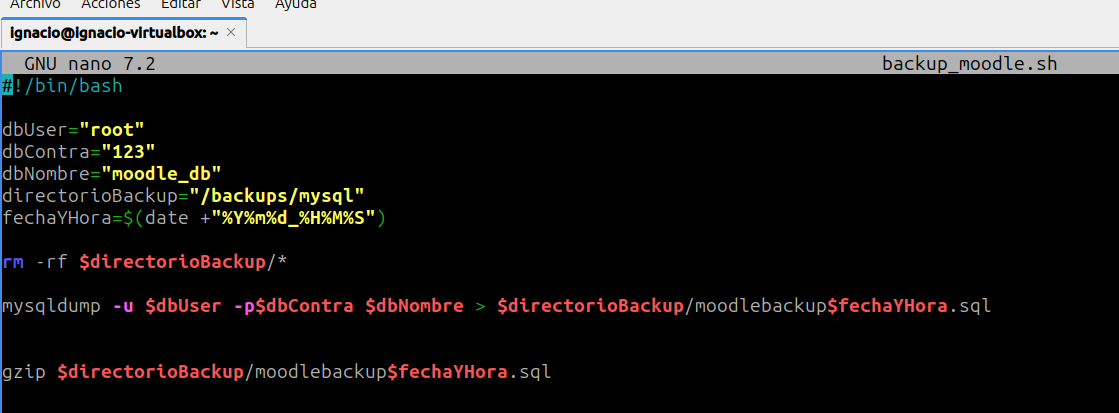 Archivo Acciones Editar Vista Ayuda
ignacio@ignacio-virtualbox: ~ ×
GNU nano 7.2 backup_moodle.sh
#!/bin/bash
dbUser="root"
dbContra="123"
dbNombre="moodle_db"
directorioBackup="/backups/mysql"
fechaYHora=$(date +"%Y%m%d_%H%M%S")
rm -rf $directorioBackup/*
mysqldump -u $dbUser -p$dbContra $dbNombre > $directorioBackup/moodlebackup$fechaYHora.sql
gzip $directorioBackup/moodlebackup$fechaYHora.sql